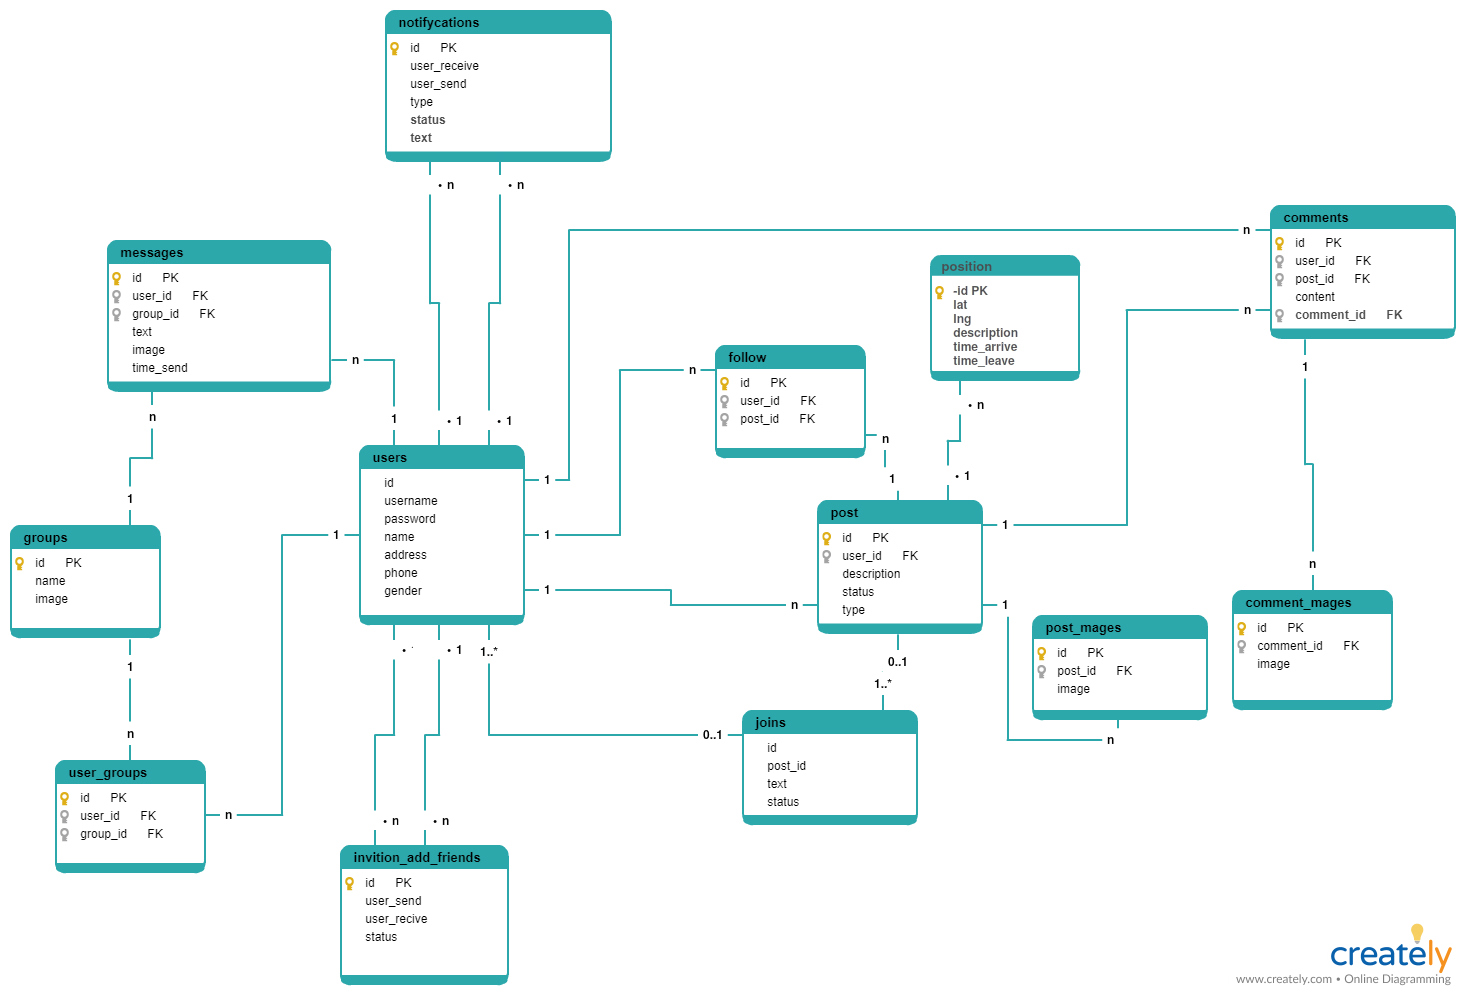 notifycations
id PK
user_receive
user_send
type
status
text
• n
• n
messages
id PK
user_id FK
group_id FK
text
image
time_send
n
1
• 1
• 1
n
1
groups
id PK
name
image
1
n
user_groups
id PK
user_id FK
group_id FK
n
1
users
id
username
password
name
address
phone
gender
1
1
1
•
• 1
1..*
• n
• n
invition_add_friends
id PK
user_send
user_recive
status
follow
id PK
user_id FK
post_id FK
n
n
1
position
-id PK
lat
lng
description
time_arrive
time_leave
• n
• 1
post
id PK
user_id FK
description
status
type
n
1
1
0..1
1..*
0..1
joins
id
post_id
text
status
post_mages
id PK
post_id FK
image
n
comments
id PK
user_id FK
post_id FK
content
comment_id FK
n
n
1
n
comment_mages
id PK
comment_id FK
image
creately
www.creately.com • Online Diagramming